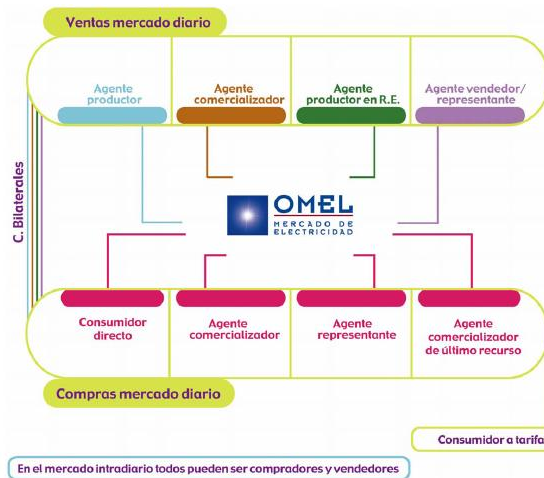 Ventas mercado diario
Agente
productor
Agente
comercializador
Agente
productor en R.E.
Agente vendedor/
representante
C. Bilaterales
OMEL
MERCADO DE
ELECTRICIDAD
Consumidor
directo
Agente
comercializador
Agente
representante
Agente
comercializador
de último recurso
Compras mercado diario
Consumidor a tarifa
En el mercado intradiario todos pueden ser compradores y vendedores